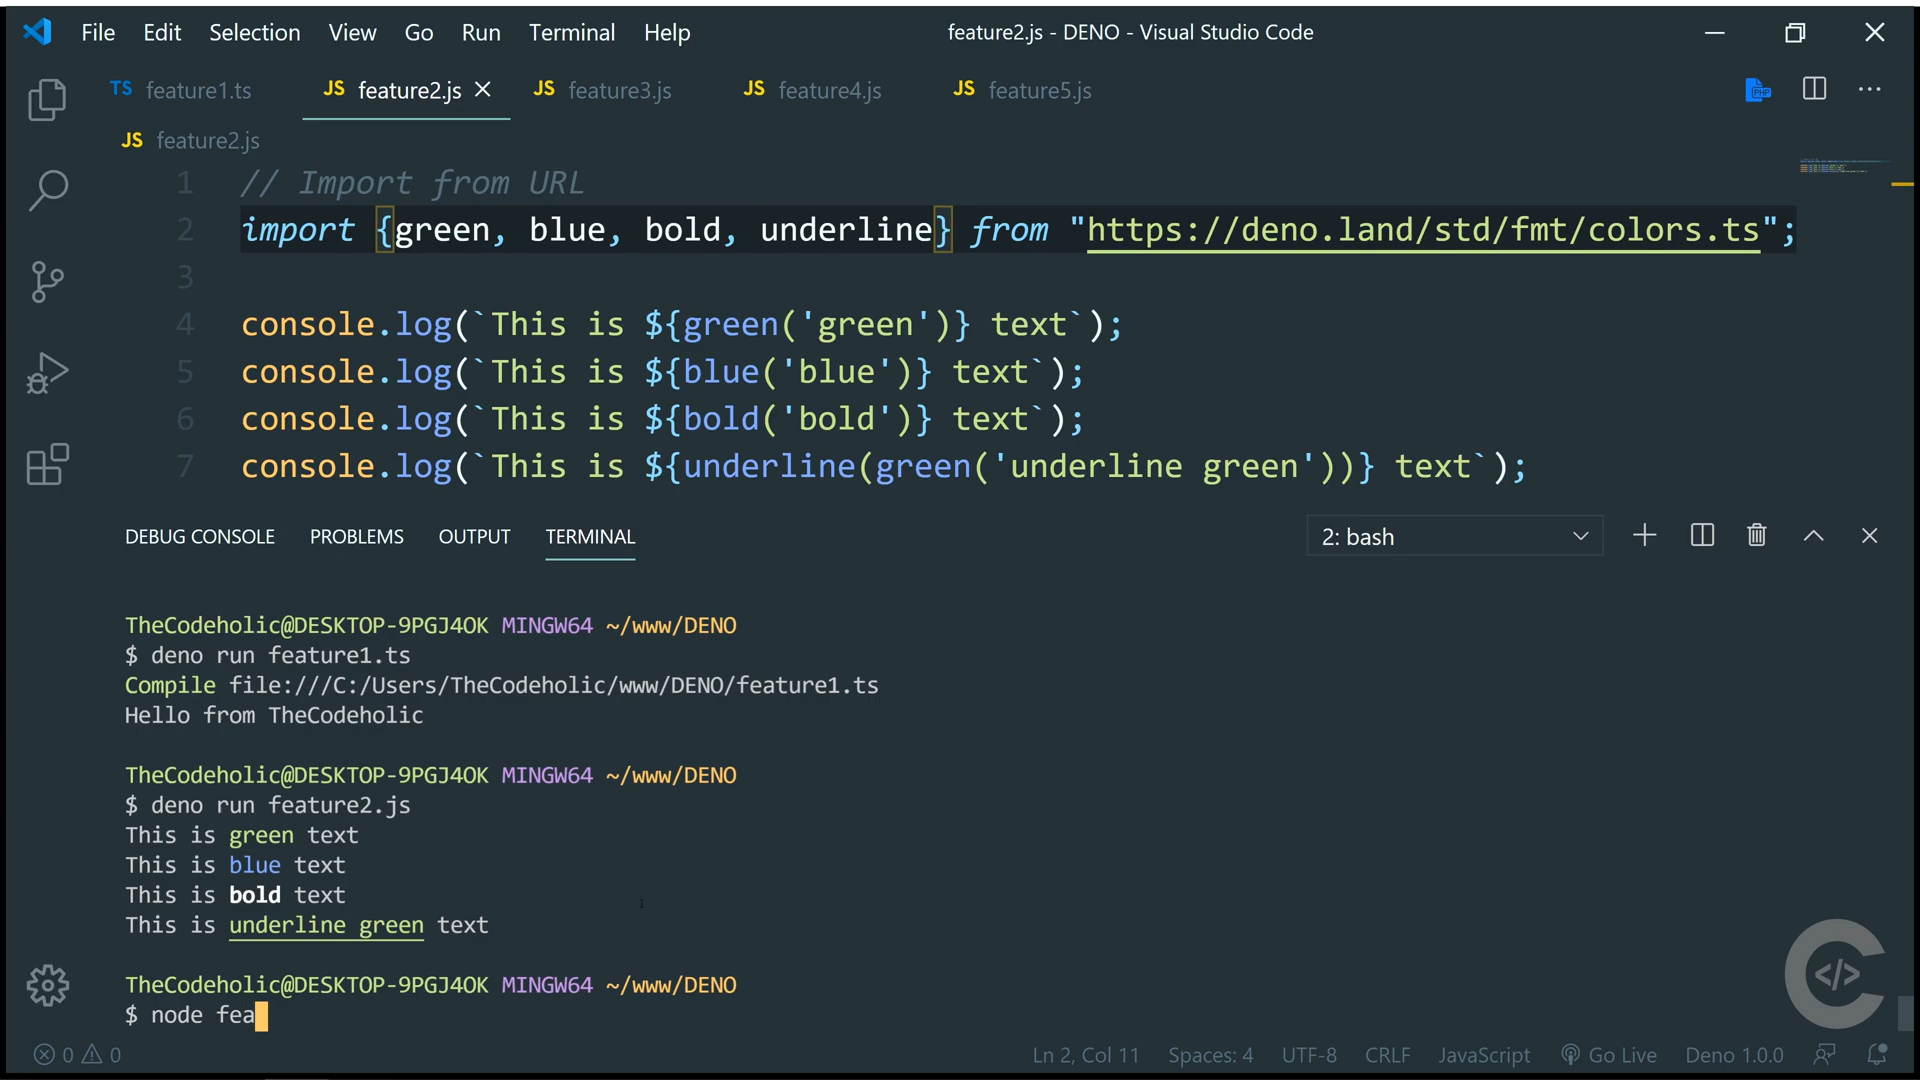 File Edit Selection View Go Run Terminal Help feature2.js - DENO - Visual Studio Code
TS feature1.ts JS feature2.js JS feature3.js JS feature4.js JS feature5.js
JS feature2.js
1 // Import from URL
2 import {green, blue, bold, underline} from "https://deno.land/std/fmt/colors.ts";
3
4 console.log(`This is ${green('green')} text`);
5 console.log(`This is ${blue('blue')} text`);
6 console.log(`This is ${bold('bold')} text`);
7 console.log(`This is ${underline(green('underline green'))} text`);
DEBUG CONSOLE PROBLEMS OUTPUT TERMINAL 2: bash
TheCodeholic@DESKTOP-9PGJ4OK MINGW64 ~/www/DENO
$ deno run feature1.ts
Compile file:///C:/Users/TheCodeholic/www/DENO/feature1.ts
Hello from TheCodeholic
TheCodeholic@DESKTOP-9PGJ4OK MINGW64 ~/www/DENO
$ deno run feature2.js
This is green text
This is blue text
This is bold text
This is underline green text
TheCodeholic@DESKTOP-9PGJ4OK MINGW64 ~/www/DENO
$ node fea
0 0 Ln 2, Col 11 Spaces: 4 UTF-8 CRLF JavaScript Go Live Deno 1.0.0